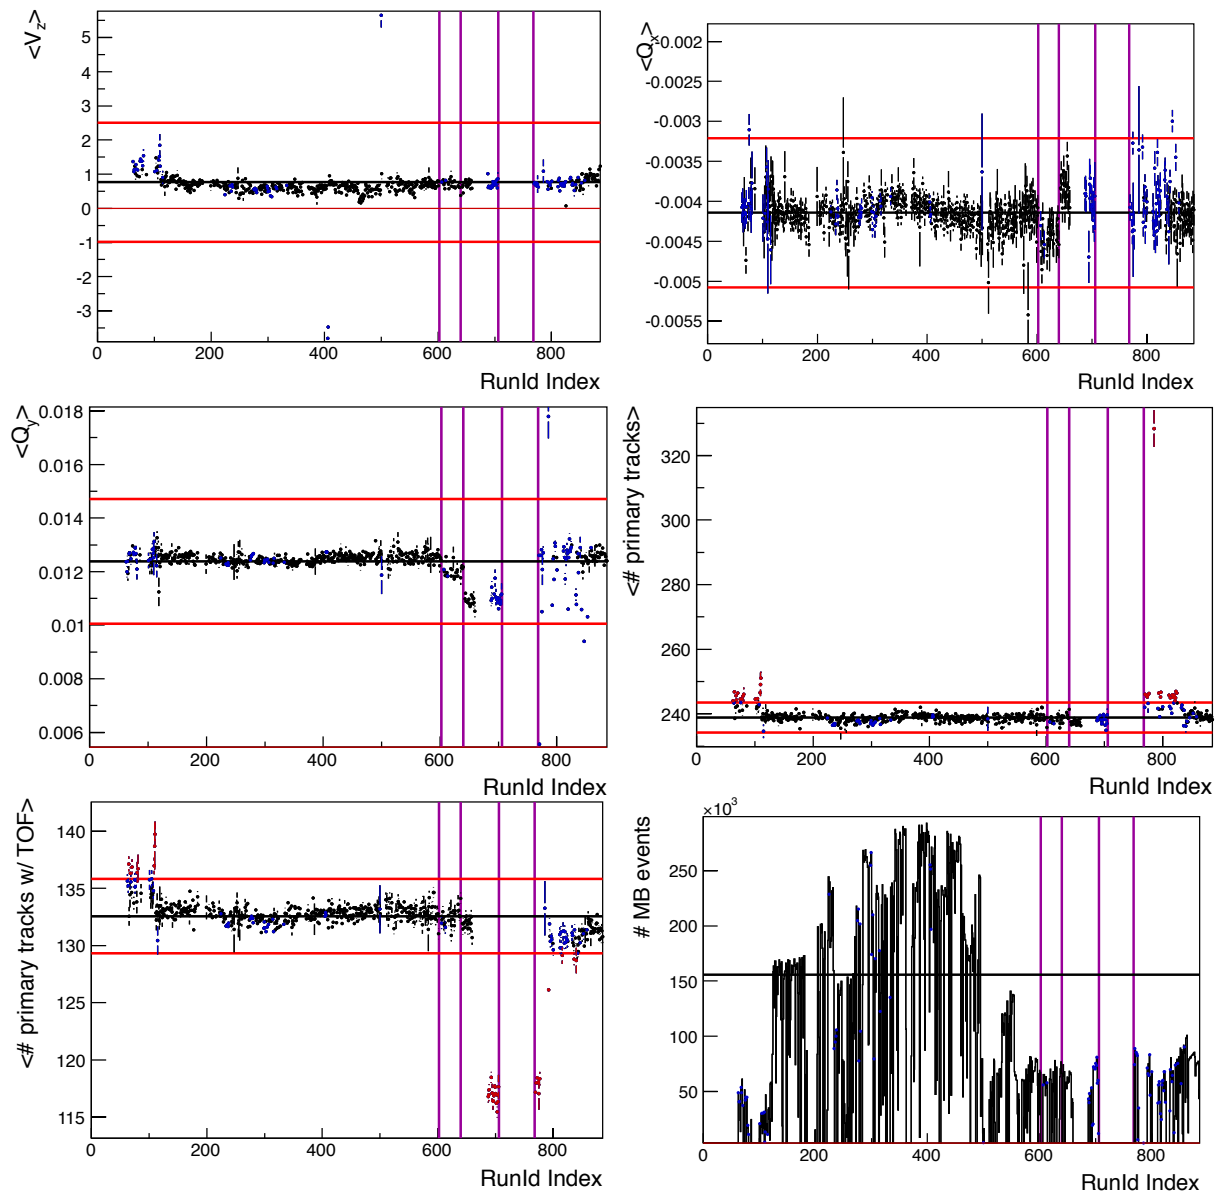 <V_z>
5
4
3
2
1
0
-1
-2
-3
0 200 400 600 800
RunId Index
<Q_x>
-0.002
-0.0025
-0.003
-0.0035
-0.004
-0.0045
-0.005
-0.0055
0 200 400 600 800
RunId Index
<Q_y>
0.018
0.016
0.014
0.012
0.01
0.008
0.006
0 200 400 600 800
RunId Index
<# primary tracks>
320
300
280
260
240
0 200 400 600 800
RunId Index
<# primary tracks w/ TOF>
140
135
130
125
120
115
0 200 400 600 800
RunId Index
# MB events
×10^3
250
200
150
100
50
0 200 400 600 800
RunId Index